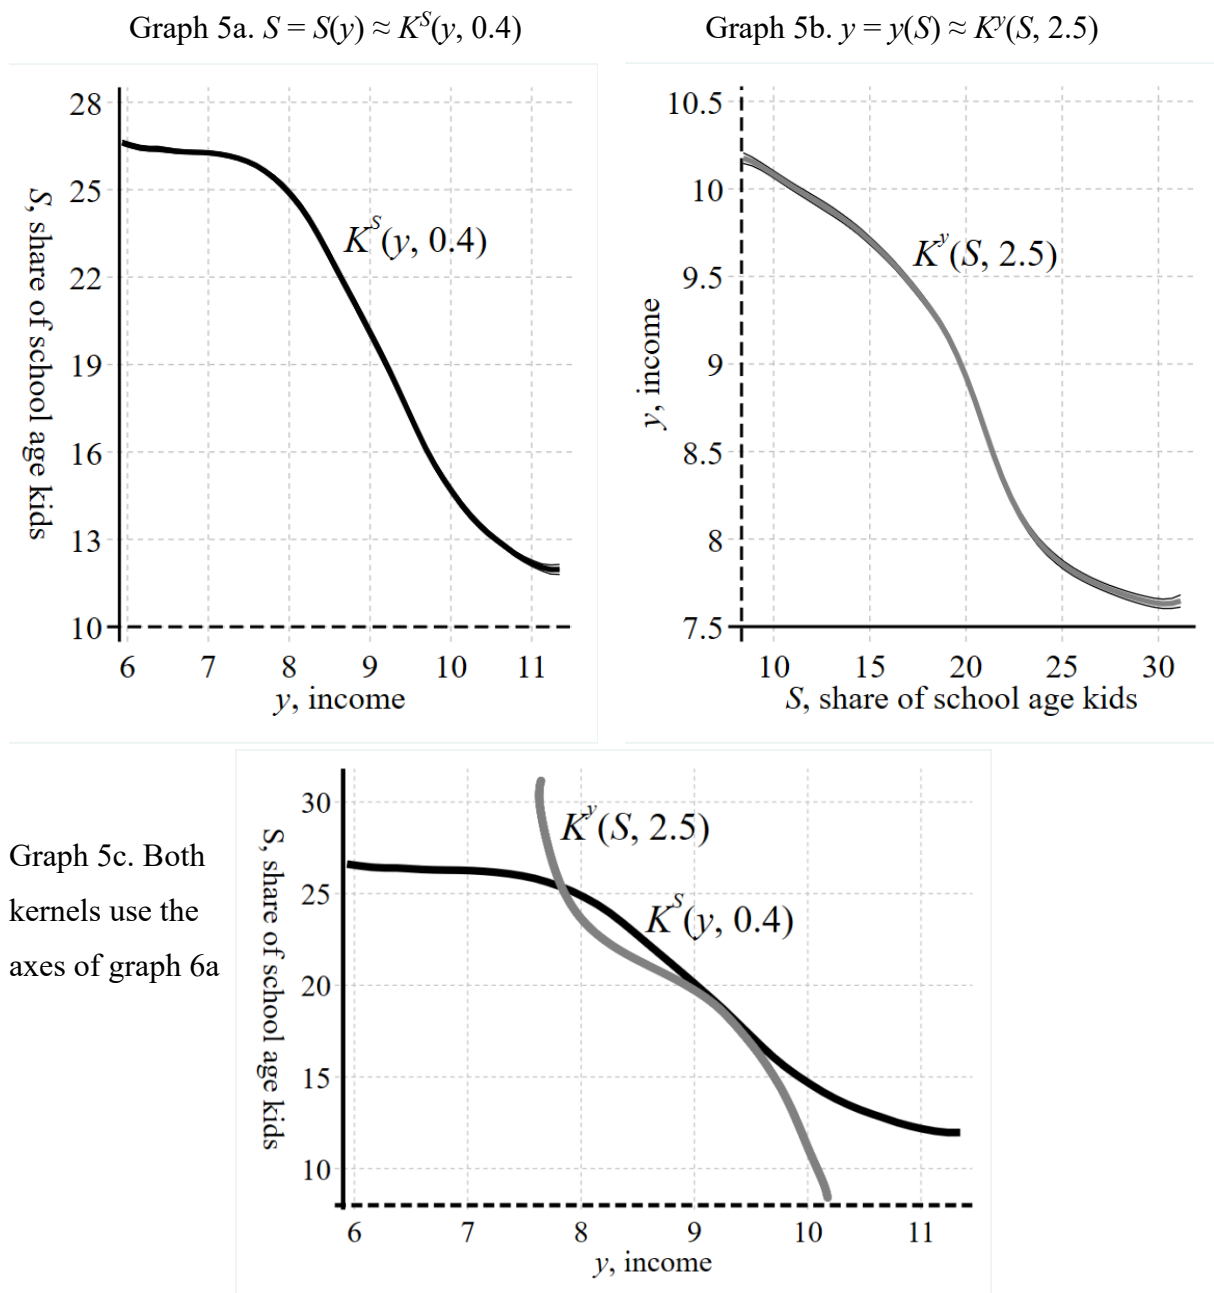 Graph 5a. S = S(y) ≈ K^S(y, 0.4)
28
25
22
19
16
13
10
S, share of school age kids
K^S(y, 0.4)
6 7 8 9 10 11
y, income
Graph 5b. y = y(S) ≈ K^y(S, 2.5)
10.5
10
9.5
9
8.5
8
7.5
y, income
K^y(S, 2.5)
10 15 20 25 30
S, share of school age kids
Graph 5c. Both
kernels use the
axes of graph 6a
30
25
20
15
10
S, share of school age kids
K^y(S, 2.5)
K^S(y, 0.4)
6 7 8 9 10 11
y, income